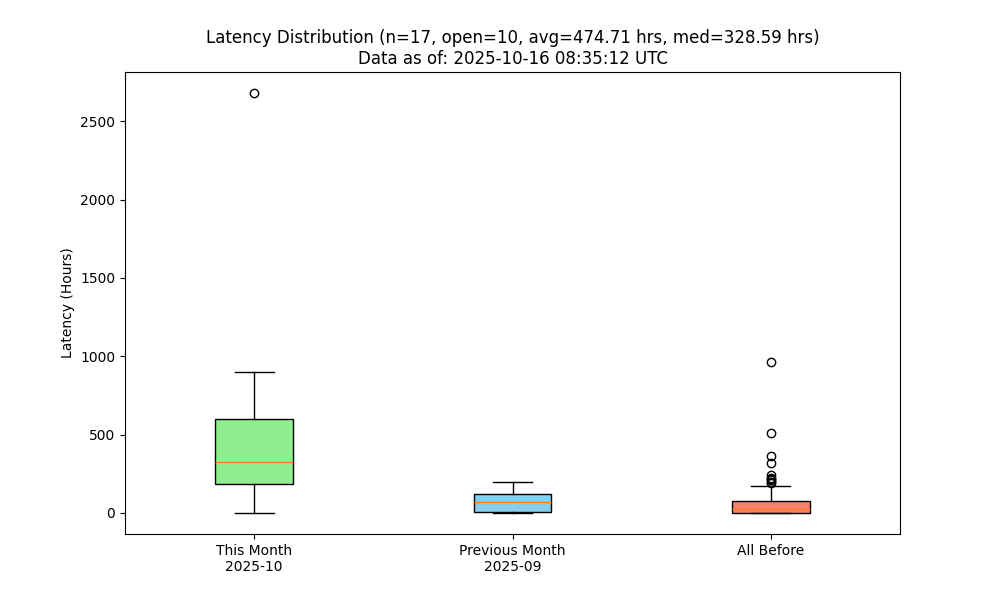 Latency Distribution (n=17, open=10, avg=474.71 hrs, med=328.59 hrs)
Data as of: 2025-10-16 08:35:12 UTC
Latency (Hours)
2500
2000
1500
1000
500
0
This Month
2025-10
Previous Month
2025-09
All Before